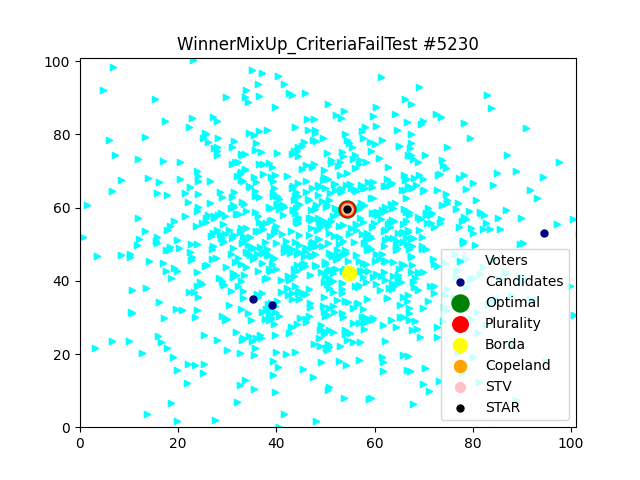 WinnerMixUp_CriteriaFailTest #5230
100
80
60
40
20
0
0
20
40
60
80
100
Voters
Candidates
Optimal
Plurality
Borda
Copeland
STV
STAR